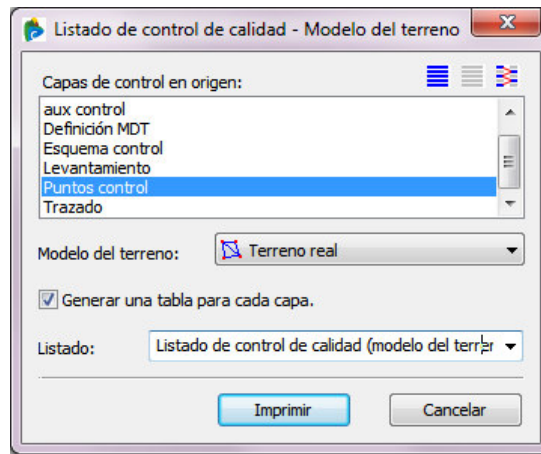 Listado de control de calidad - Modelo del terreno
Capas de control en origen:
aux control
Definición MDT
Esquema control
Levantamiento
Puntos control
Trazado
Modelo del terreno:
Terreno real
Generar una tabla para cada capa.
Listado:
Listado de control de calidad (modelo del terrer
Imprimir
Cancelar